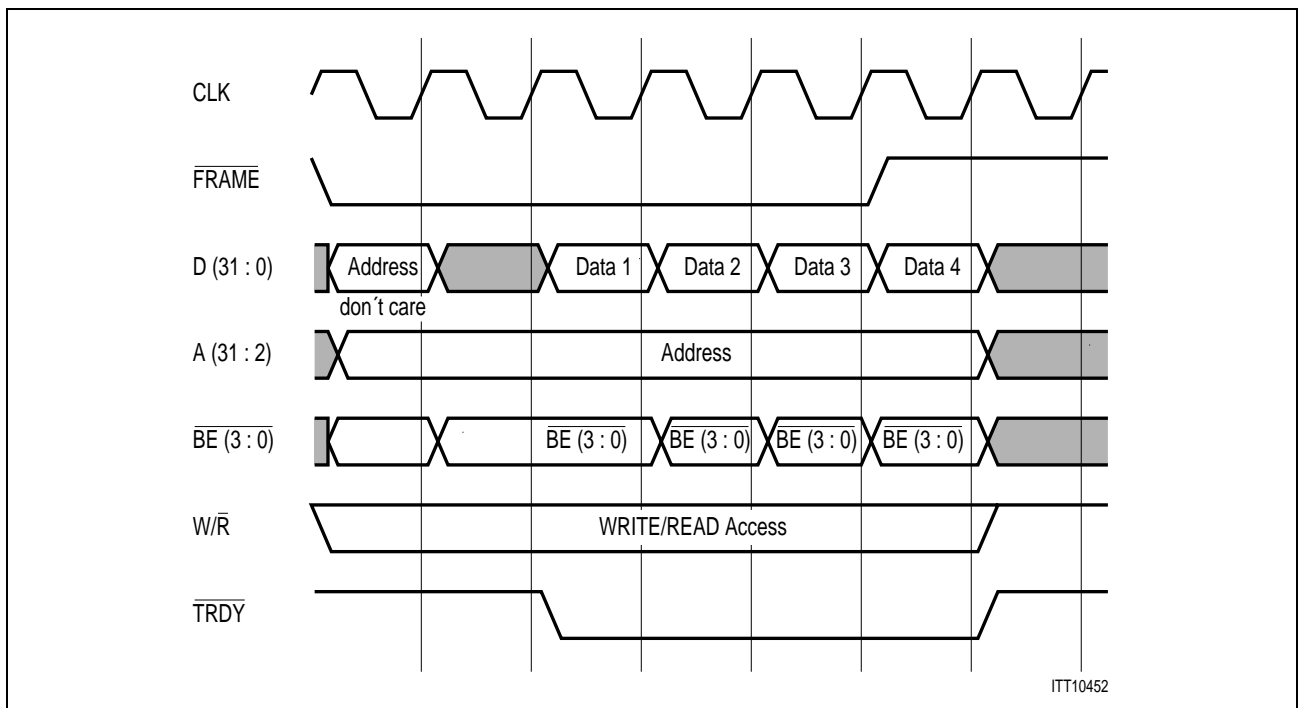 CLK
FRAME
D (31 : 0) Address Data 1 Data 2 Data 3 Data 4
don´t care
A (31 : 2) Address
BE (3 : 0) BE (3 : 0) BE (3 : 0) BE (3 : 0) BE (3 : 0)
W/R̅ WRITE/READ Access
TRDY
ITT10452